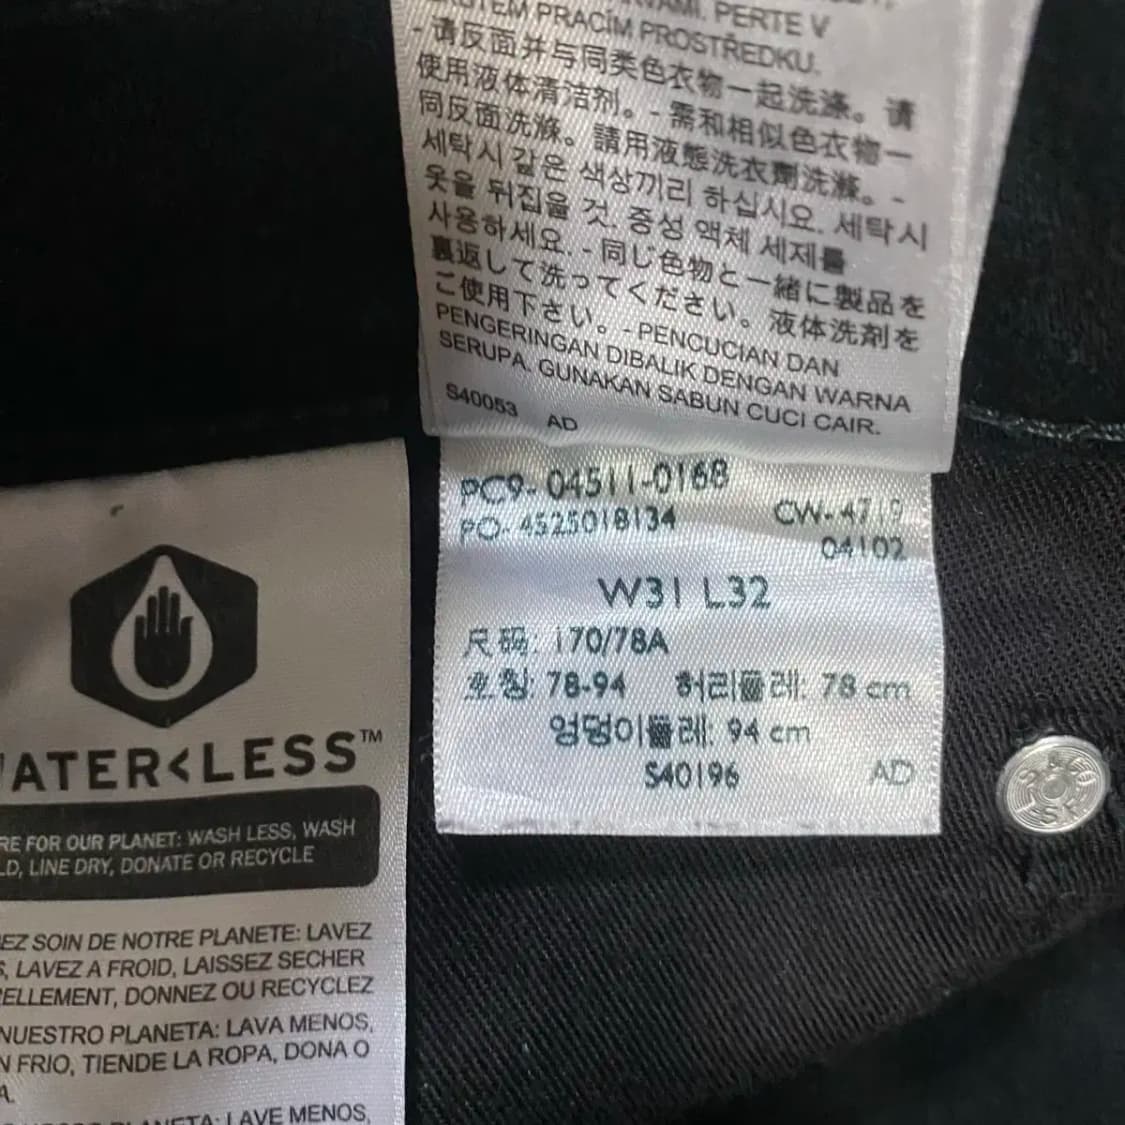 PERTE V
PRACÍM PROSTŘEDKU.
- 请反面并与同类色衣物一起洗涤。请
使用液体清洁剂。- 需和相似色衣物一
同反面洗滌。請用液態洗衣劑洗滌。-
세탁시 같은 색상끼리 하십시요. 세탁시
옷을 뒤집을 것. 중성 액체 세제를
사용하세요. - 同じ色物と一緒に製品を
裏返して洗ってください。液体洗剤を
ご使用下さい。- PENCUCIAN DAN
PENGERINGAN DIBALIK DENGAN WARNA
SERUPA. GUNAKAN SABUN CUCI CAIR.
S40053 AD
PC9- 04511-0168
PO- 4525018134 CW- 4719
04102
W31 L32
尺码: 170/78A
호칭: 78-94 허리둘레: 78 cm
엉덩이둘레: 94 cm
S40196 AD
ATER<LESS™
RE FOR OUR PLANET: WASH LESS, WASH
LD, LINE DRY, DONATE OR RECYCLE
EZ SOIN DE NOTRE PLANETE: LAVEZ
S, LAVEZ A FROID, LAISSEZ SECHER
RELLEMENT, DONNEZ OU RECYCLEZ
NUESTRO PLANETA: LAVA MENOS,
N FRIO, TIENDE LA ROPA, DONA O
A.
LAVE MENOS,